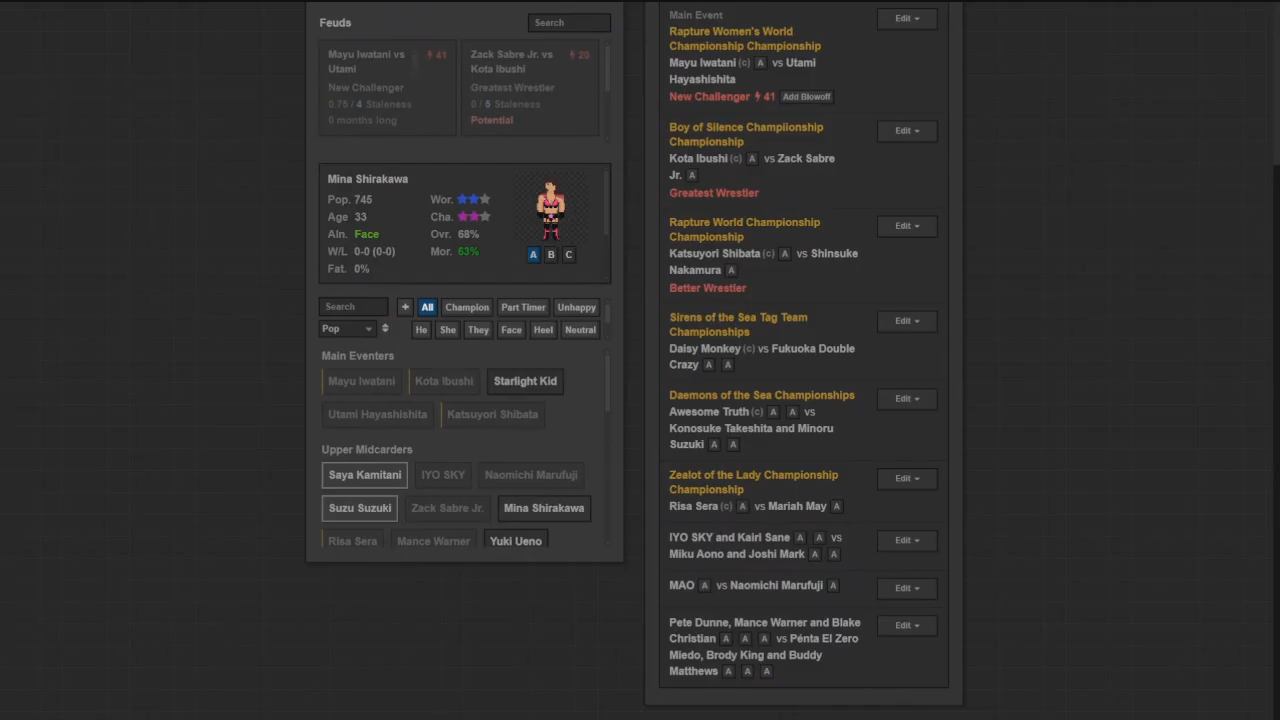 Feuds
Search
Mayu Iwatani vs 41
Utami
New Challenger
0.75 / 4 Staleness
0 months long
Zack Sabre Jr. vs 20
Kota Ibushi
Greatest Wrestler
0 / 5 Staleness
Potential
Mina Shirakawa
Pop. 745
Wor.
Age 33
Cha.
Aln. Face
Ovr. 68%
W/L 0-0 (0-0)
Mor. 63%
Fat. 0%
A B C
Search
+ All Champion Part Timer Unhappy
Pop
He She They Face Heel Neutral
Main Eventers
Mayu Iwatani Kota Ibushi Starlight Kid
Utami Hayashishita Katsuyori Shibata
Upper Midcarders
Saya Kamitani IYO SKY Naomichi Marufuji
Suzu Suzuki Zack Sabre Jr. Mina Shirakawa
Risa Sera Mance Warner Yuki Ueno
Main Event
Edit
Rapture Women's World
Championship Championship
Mayu Iwatani (c) A vs Utami
Hayashishita
New Challenger 41 Add Blowoff
Boy of Silence Champiionship
Edit
Championship
Kota Ibushi (c) A vs Zack Sabre
Jr. A
Greatest Wrestler
Rapture World Championship
Edit
Championship
Katsuyori Shibata (c) A vs Shinsuke
Nakamura A
Better Wrestler
Sirens of the Sea Tag Team
Edit
Championships
Daisy Monkey (c) vs Fukuoka Double
Crazy A A
Daemons of the Sea Championships
Edit
Awesome Truth (c) A A vs
Konosuke Takeshita and Minoru
Suzuki A A
Zealot of the Lady Championship
Edit
Championship
Risa Sera (c) A vs Mariah May A
IYO SKY and Kairi Sane A A vs
Edit
Miku Aono and Joshi Mark A A
MAO A vs Naomichi Marufuji A
Edit
Pete Dunne, Mance Warner and Blake
Edit
Christian A A A vs Pénta El Zero
Miedo, Brody King and Buddy
Matthews A A A